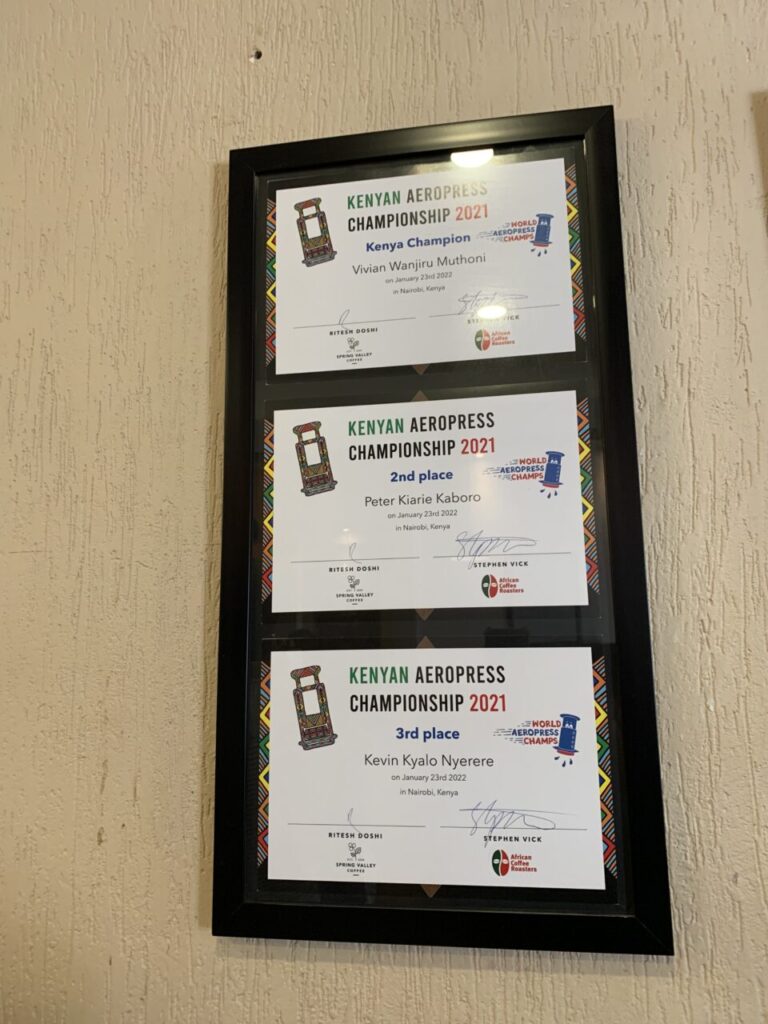 KENYAN AEROPRESS
CHAMPIONSHIP 2021
Kenya Champion
WORLD
AEROPRESS
CHAMPS
Vivian Wanjiru Muthoni
on January 23rd 2022
in Nairobi, Kenya
RITESH DOSHI
STEPHEN VICK
SPRING VALLEY
COFFEE
African
Coffee
Roasters
KENYAN AEROPRESS
CHAMPIONSHIP 2021
2nd place
WORLD
AEROPRESS
CHAMPS
Peter Kiarie Kaboro
on January 23rd 2022
in Nairobi, Kenya
RITESH DOSHI
STEPHEN VICK
SPRING VALLEY
COFFEE
African
Coffee
Roasters
KENYAN AEROPRESS
CHAMPIONSHIP 2021
3rd place
WORLD
AEROPRESS
CHAMPS
Kevin Kyalo Nyerere
on January 23rd 2022
in Nairobi, Kenya
RITESH DOSHI
STEPHEN VICK
SPRING VALLEY
COFFEE
African
Coffee
Roasters